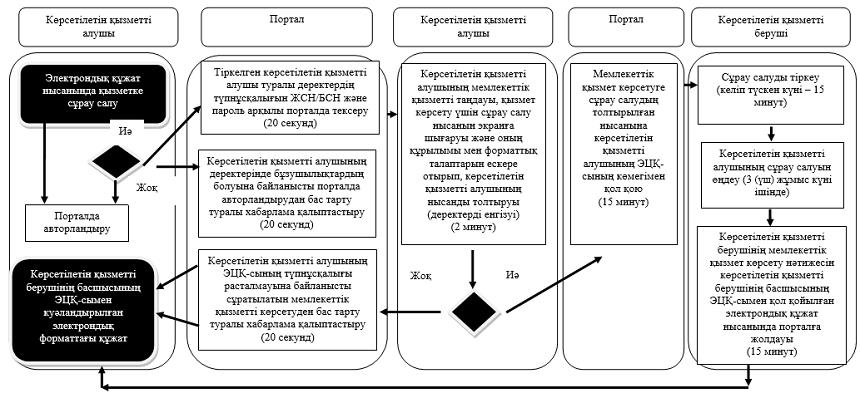 Көрсетілетін қызметті
алушы
Портал
Көрсетілетін қызметті
алушы
Портал
Көрсетілетін қызметті
беруші
Электрондық құжат
нысанында қызметке
сұрау салу
Иә
Жоқ
Порталда
авторландыру
Көрсетілетін қызметті
берушінің басшысының
ЭЦҚ-сымен
куәландырылған
электрондық
форматтағы құжат
Тіркелген көрсетілетін қызметті
алушы туралы деректердің
түпнұсқалығын ЖСН/БСН және
пароль арқылы порталда тексеру
(20 секунд)
Көрсетілетін қызметті алушының
деректерінде бұзушылықтардың
болуына байланысты порталда
авторландырудан бас тарту
туралы хабарлама қалыптастыру
(20 секунд)
Көрсетілетін қызметті алушының
ЭЦҚ-сының түпнұсқалығы
расталмауына байланысты
сұратылатын мемлекеттік
қызметті көрсетуден бас тарту
туралы хабарлама қалыптастыру
(20 секунд)
Көрсетілетін қызметті
алушының мемлекеттік
қызметті таңдауы, қызмет
көрсету үшін сұрау салу
нысанын экранға
шығаруы және оның
құрылымы мен форматтық
талаптарын ескере
отырып, көрсетілетін
қызметті алушының
нысанды толтыруы
(деректерді енгізуі)
(2 минут)
Жоқ
Иә
Мемлекеттік
қызмет көрсетуге
сұрау салудың
толтырылған
нысанына
көрсетілетін
қызметті
алушының ЭЦҚ-
сының көмегімен
қол қою
(15 минут)
Сұрау салуды тіркеу
(келіп түскен күні – 15
минут)
Көрсетілетін қызметті
алушының сұрау салуын
өңдеу (3 (үш) жұмыс күні
ішінде)
Көрсетілетін қызметті
берушінің мемлекеттік
қызмет көрсету нәтижесін
көрсетілетін қызметті
берушінің басшысының
ЭЦҚ-сымен қол қойылған
электрондық құжат
нысанында порталға
жолдауы
(15 минут)